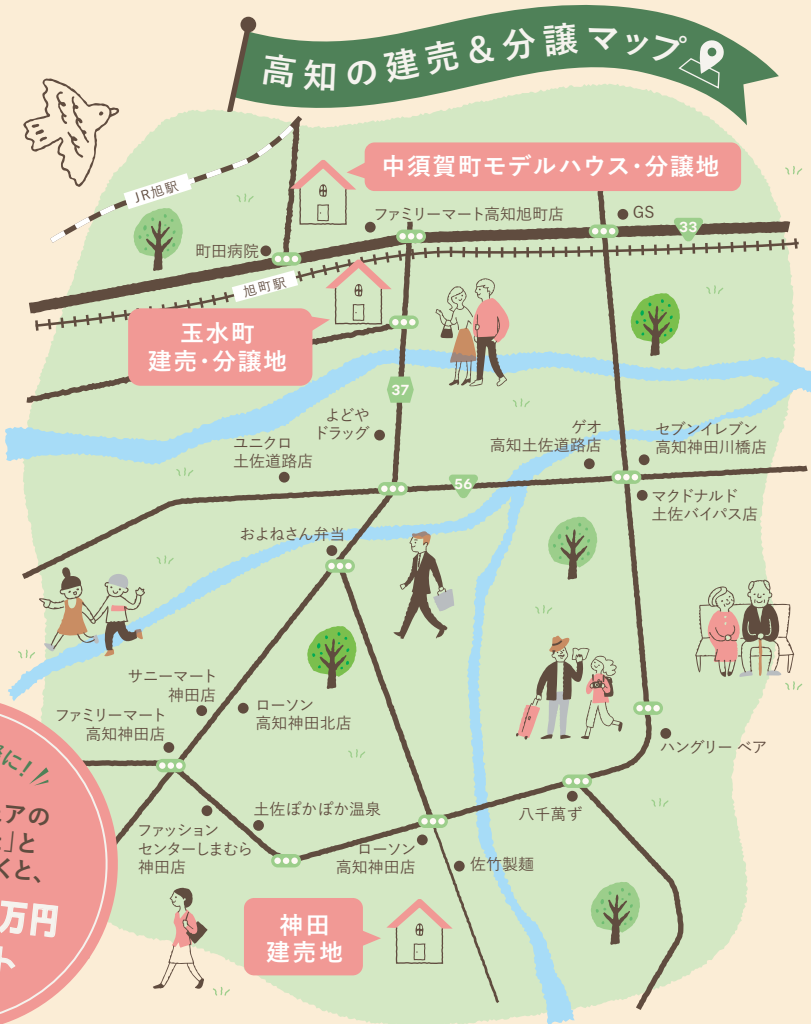 高知の建売&分譲マップ
中須賀町モデルハウス・分譲地
JR旭駅
ファミリーマート高知旭町店
GS
33
町田病院
旭町駅
玉水町
建売・分譲地
37
よどや
ドラッグ
ユニクロ
土佐道路店
ゲオ
高知土佐道路店
セブンイレブン
高知神田川橋店
56
マクドナルド
土佐バイパス店
およねさん弁当
サニーマート
神田店
ローソン
高知神田北店
ファミリーマート
高知神田店
ハングリー ベア
に!
アの
」と
くと、
万円
ト
土佐ぽかぽか温泉
八千萬ず
ファッション
センターしまむら
神田店
ローソン
高知神田店
佐竹製麺
神田
建売地